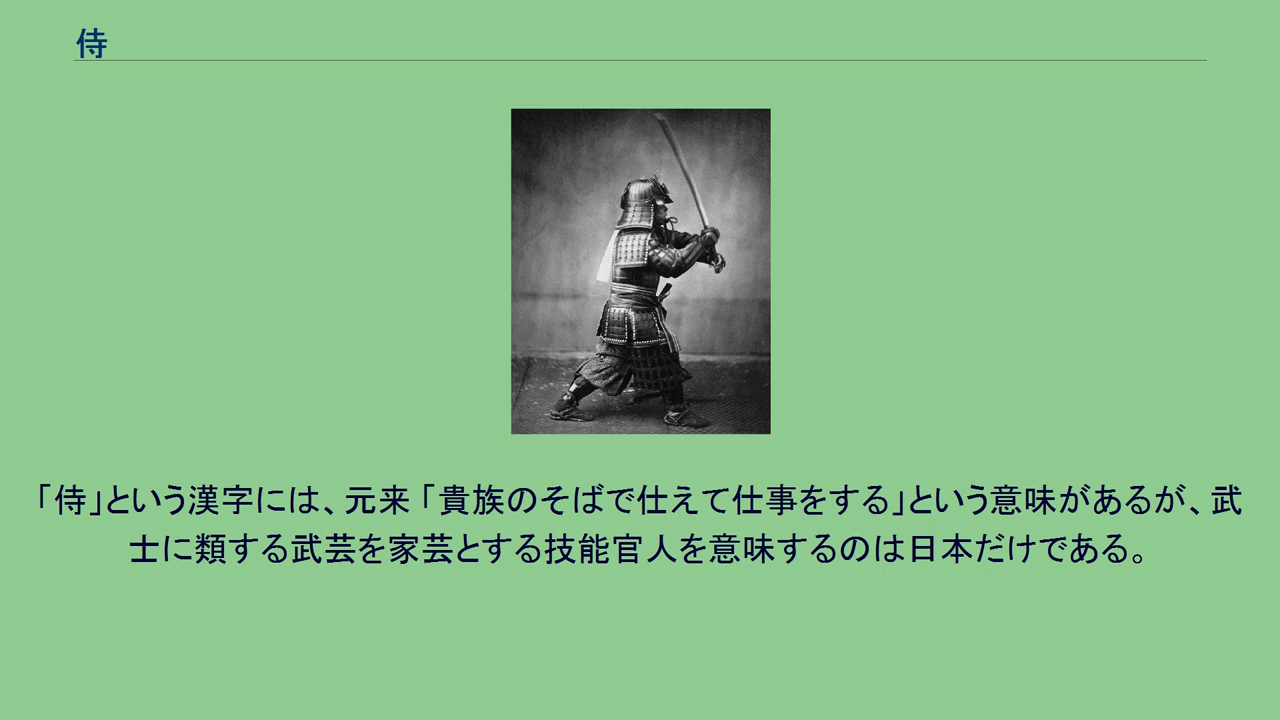 侍
「侍」という漢字には、元来「貴族のそばで仕えて仕事をする」という意味があるが、武
士に類する武芸を家芸とする技能官人を意味するのは日本だけである。